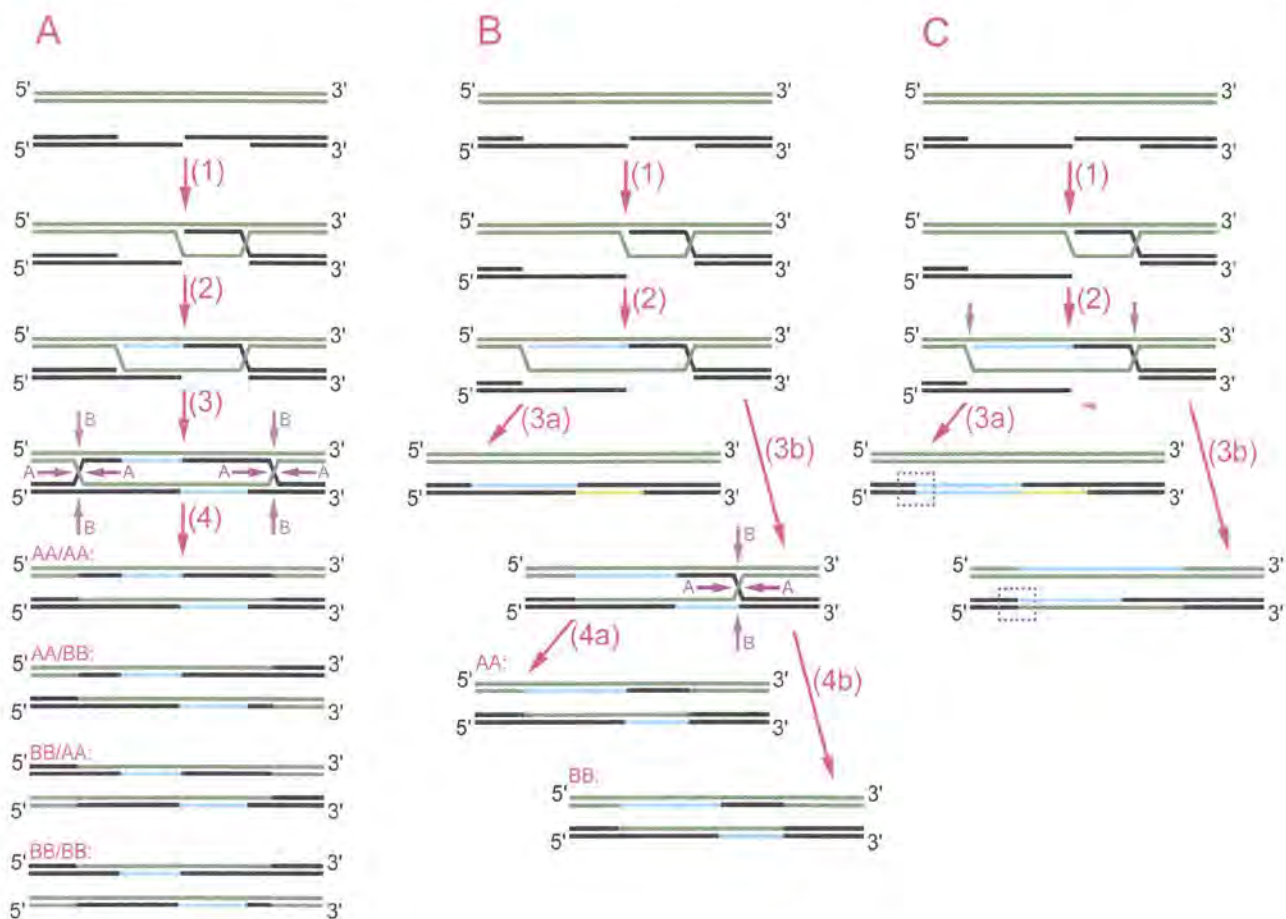 A
5' 3'
5' 3'
(1)
5' 3'
5' 3'
(2)
5' 3'
5' 3'
(3)
B B
5' 3'
A A A A
5' 3'
B B
(4)
AA/AA:
5' 3'
5' 3'
AA/BB:
5' 3'
5' 3'
BB/AA:
5' 3'
5' 3'
BB/BB:
5' 3'
5' 3'
B
5' 3'
5' 3'
(1)
5' 3'
5' 3'
(2)
5' 3'
5' 3'
(3a)
(3b)
5' 3'
5' 3'
B
5' 3'
A A
5' 3'
B
(4a)
(4b)
AA:
5' 3'
5' 3'
BB:
5' 3'
5' 3'
C
5' 3'
5' 3'
(1)
5' 3'
5' 3'
(2)
5' 3'
5' 3'
(3a)
(3b)
5' 3'
5' 3'
5' 3'
5' 3'